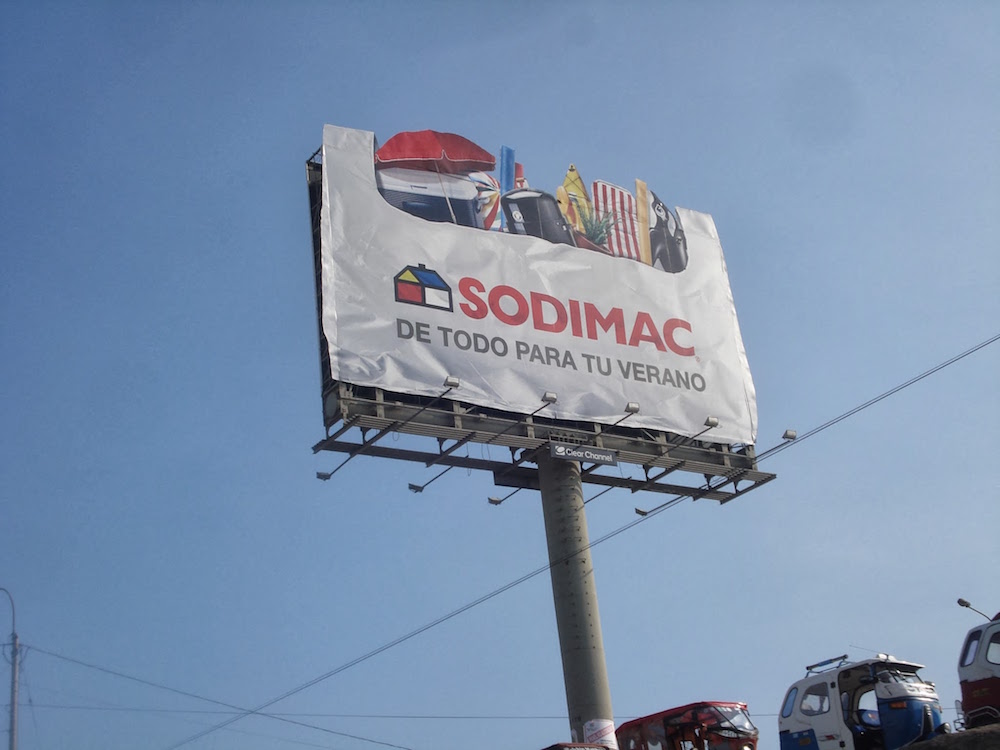 SODIMAC
DE TODO PARA TU VERANO
Clear Channel